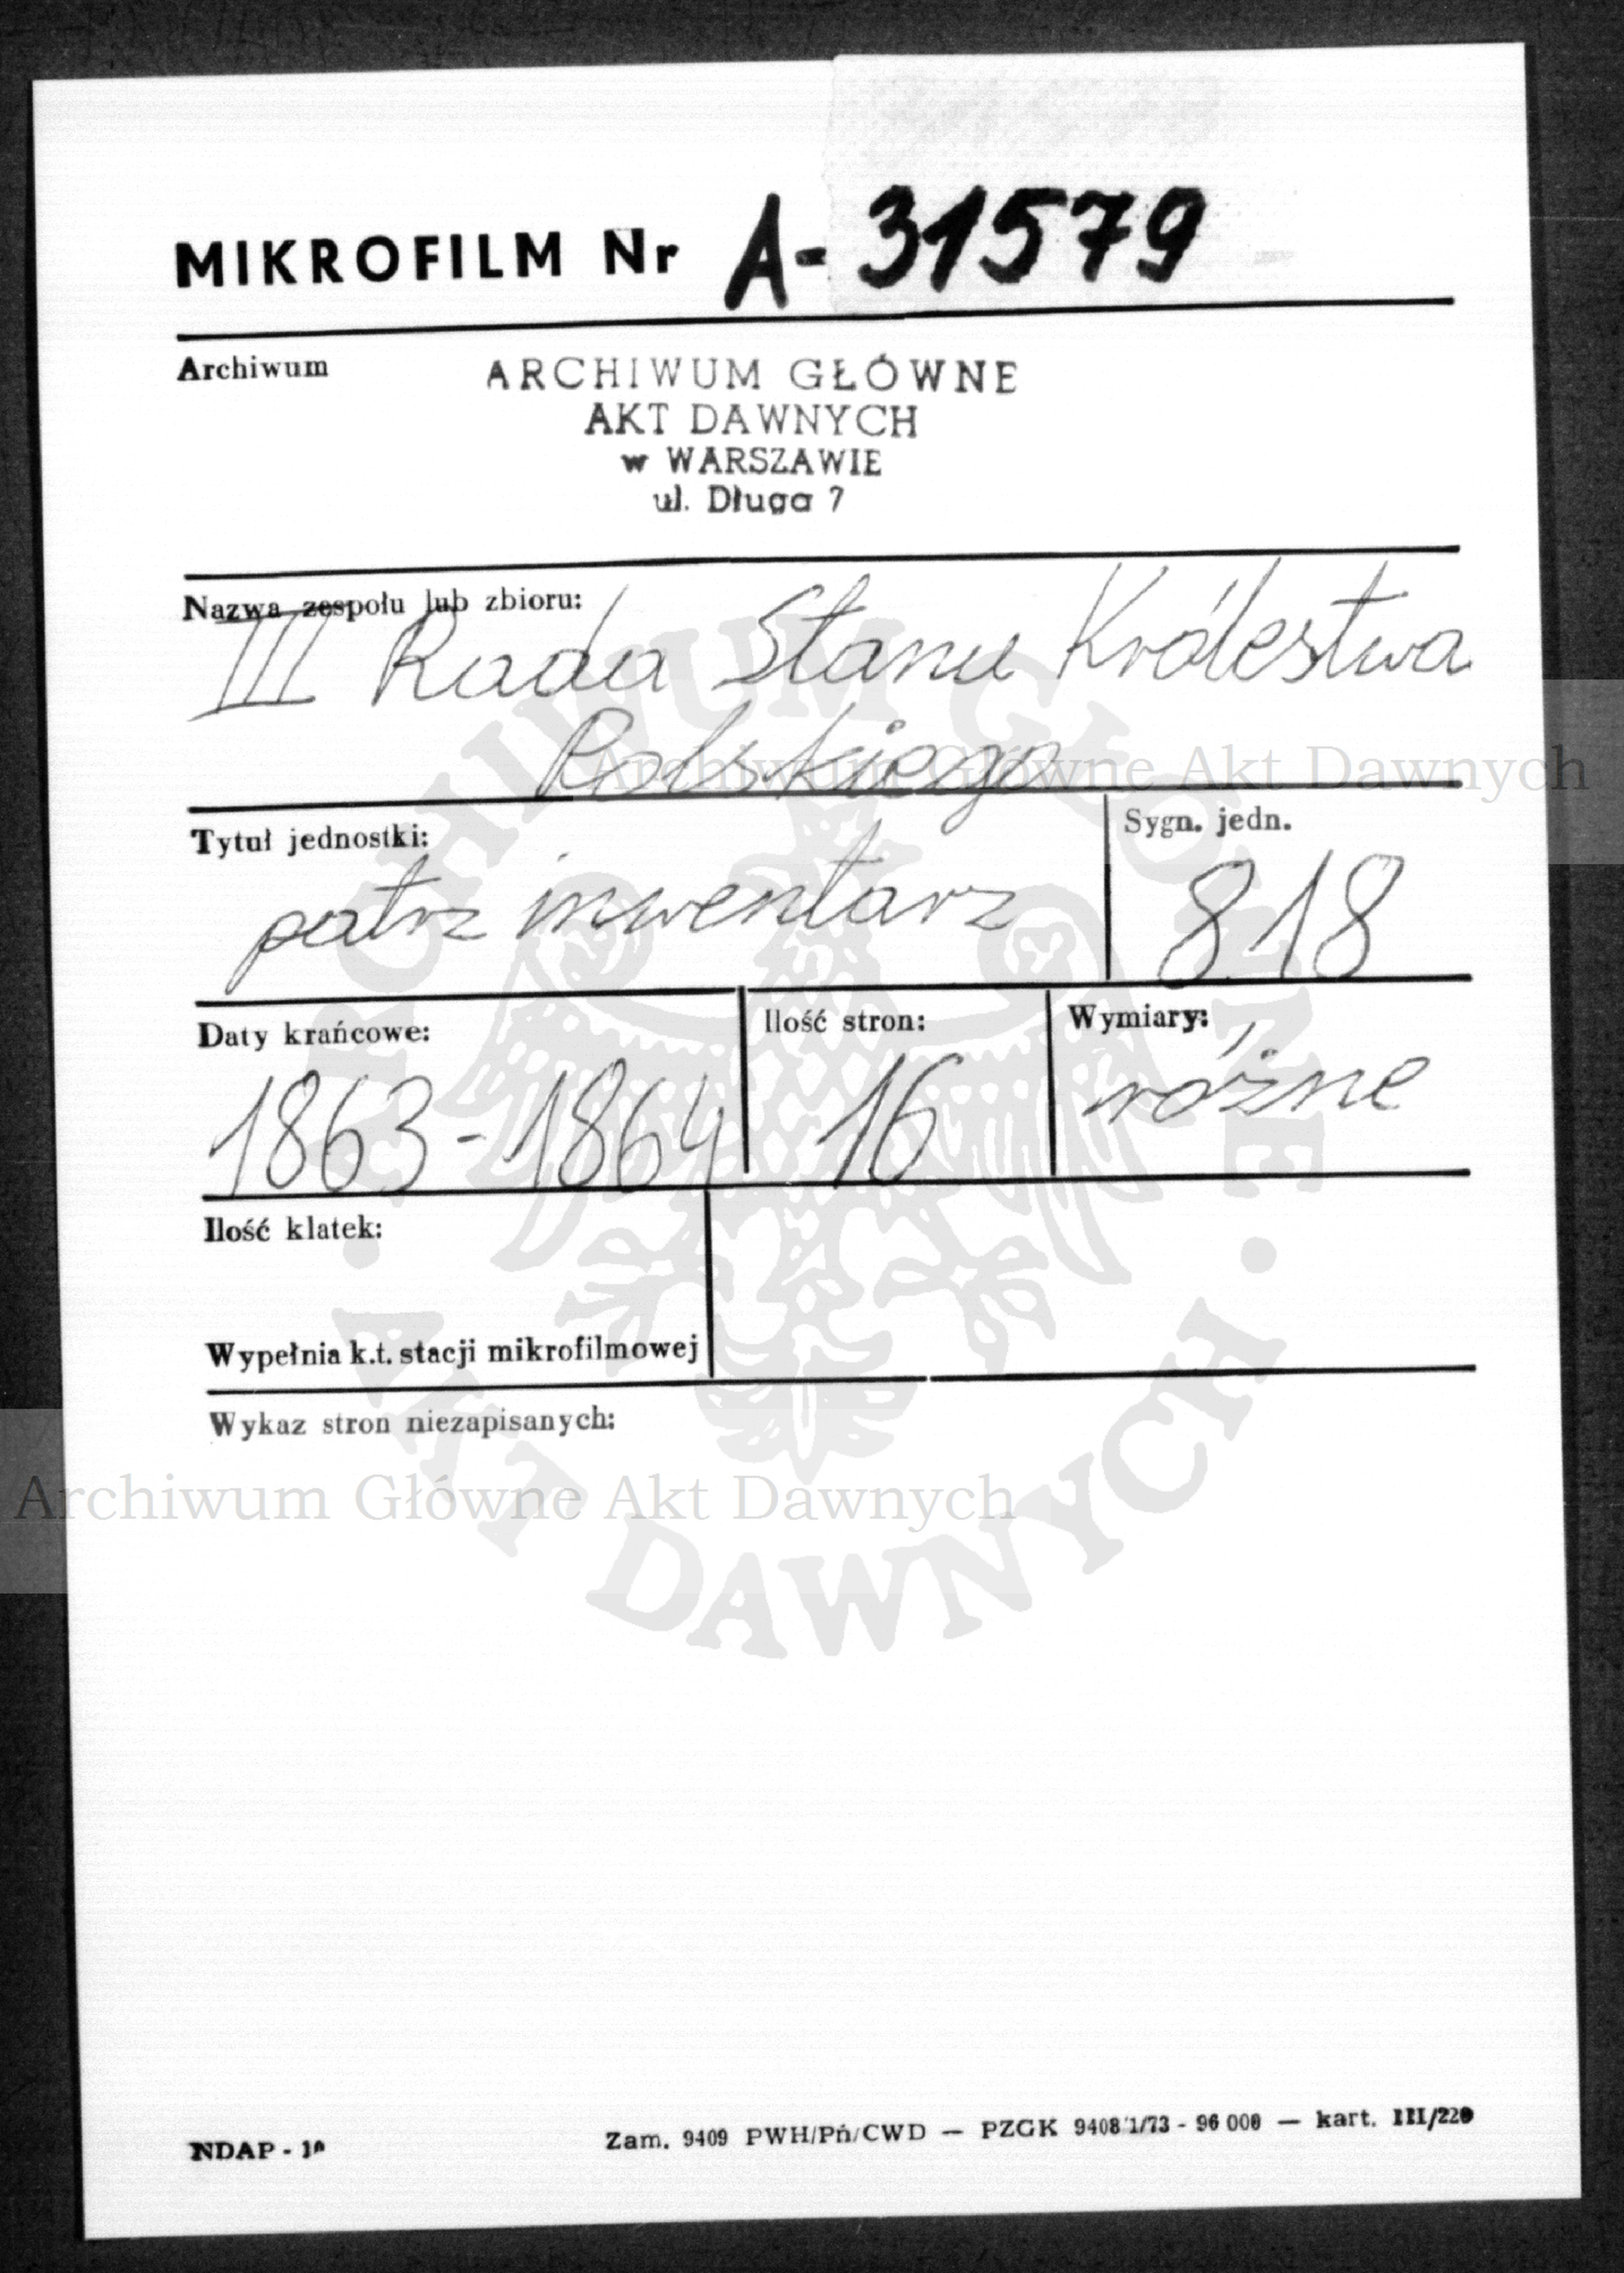 MIKROFILM Nr A-31579
Archiwum
ARCHIWUM GŁÓWNE
AKT DAWNYCH
w WARSZAWIE
ul. Długa 7
Nazwa zespołu lub zbioru:
III Rada Stanu Królestwa
Polskiego
Archiwum Główne Akt Dawnych
Tytuł jednostki:
patrz inwentarz
Sygn. jedn.
818
Daty krańcowe:
1863-1864
Ilość stron:
16
Wymiary:
różne
Ilość klatek:
Wypełnia k.t. stacji mikrofilmowej
Wykaz stron niezapisanych:
Archiwum Główne Akt Dawnych
ARCHIWUM GŁÓWNE
· AKT DAWNYCH ·
NDAP -
Zam. 9409 PWH/Pń/CWD — PZGK 9408/1/73 - 96 000 — kart. III/220